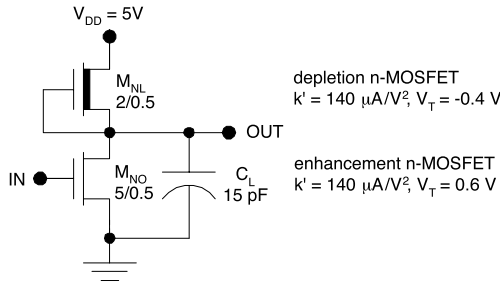 V_DD = 5V
M_NL
2/0.5
depletion n-MOSFET
k' = 140 µA/V², V_T = -0.4 V
OUT
IN
M_NO
5/0.5
C_L
15 pF
enhancement n-MOSFET
k' = 140 µA/V², V_T = 0.6 V